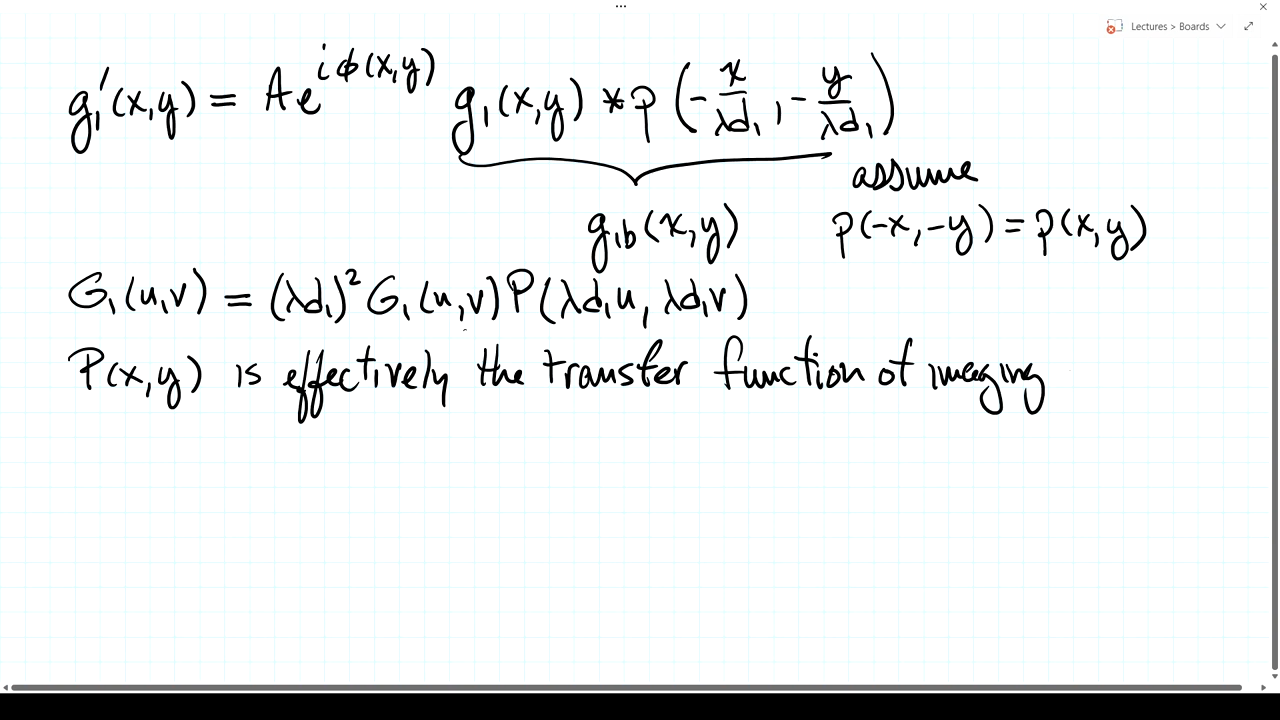 Lectures > Boards
g₁'(x,y) = A e^{iϕ(x,y)} g₁(x,y) * p(-x/λd₁, -y/λd₁)
assume
g₁b(x,y) p(-x,-y) = p(x,y)
G₁(u,v) = (λd₁)² G₁(u,v) P(λd₁u, λd₁v)
P(x,y) is effectively the transfer function of imaging